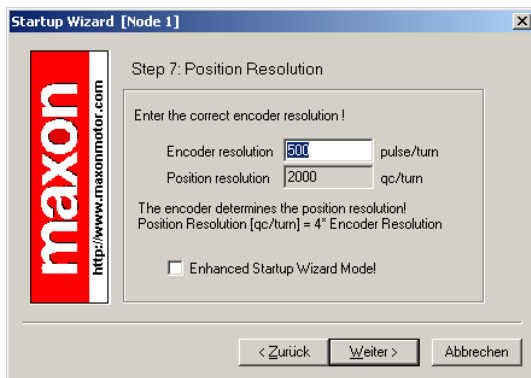 Startup Wizard [Node 1]
maxon
http://www.maxonmotor.com
Step 7: Position Resolution
Enter the correct encoder resolution !
Encoder resolution 500 pulse/turn
Position resolution 2000 qc/turn
The encoder determines the position resolution!
Position Resolution [qc/turn] = 4* Encoder Resolution
Enhanced Startup Wizard Mode!
< Zurück Weiter > Abbrechen